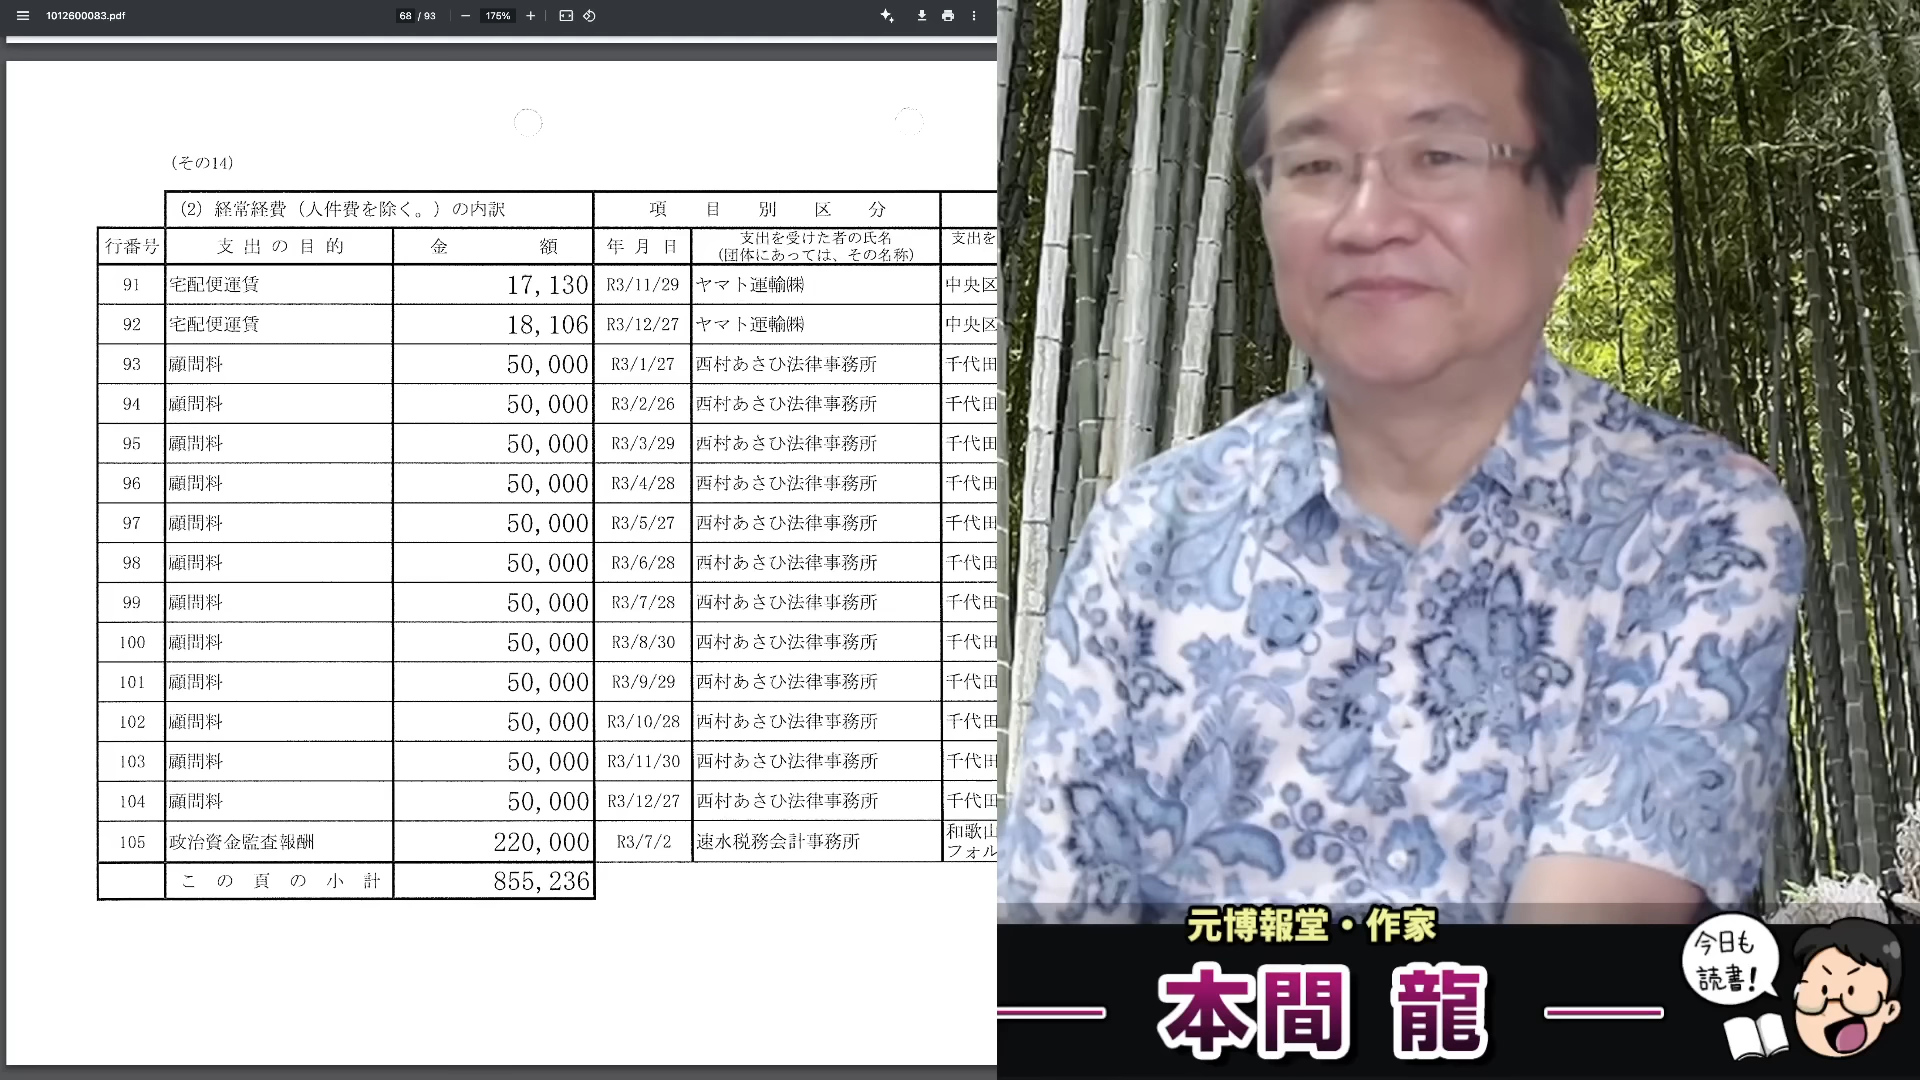 1012600083.pdf
68 / 93
175%
(その14)
(2) 経常経費(人件費を除く。)の内訳 項目別区分
行番号 支出の目的 金額 年月日 支出を受けた者の氏名 (団体にあっては、その名称) 支出を
91 宅配便運賃 17,130 R3/11/29 ヤマト運輸㈱ 中央区
92 宅配便運賃 18,106 R3/12/27 ヤマト運輸㈱ 中央区
93 顧問料 50,000 R3/1/27 西村あさひ法律事務所 千代田
94 顧問料 50,000 R3/2/26 西村あさひ法律事務所 千代田
95 顧問料 50,000 R3/3/29 西村あさひ法律事務所 千代田
96 顧問料 50,000 R3/4/28 西村あさひ法律事務所 千代田
97 顧問料 50,000 R3/5/27 西村あさひ法律事務所 千代田
98 顧問料 50,000 R3/6/28 西村あさひ法律事務所 千代田
99 顧問料 50,000 R3/7/28 西村あさひ法律事務所 千代田
100 顧問料 50,000 R3/8/30 西村あさひ法律事務所 千代田
101 顧問料 50,000 R3/9/29 西村あさひ法律事務所 千代田
102 顧問料 50,000 R3/10/28 西村あさひ法律事務所 千代田
103 顧問料 50,000 R3/11/30 西村あさひ法律事務所 千代田
104 顧問料 50,000 R3/12/27 西村あさひ法律事務所 千代田
105 政治資金監査報酬 220,000 R3/7/2 速水税務会計事務所 和歌山 フォル
この頁の小計 855,236
元博報堂・作家
本間 龍
今日も
読書!